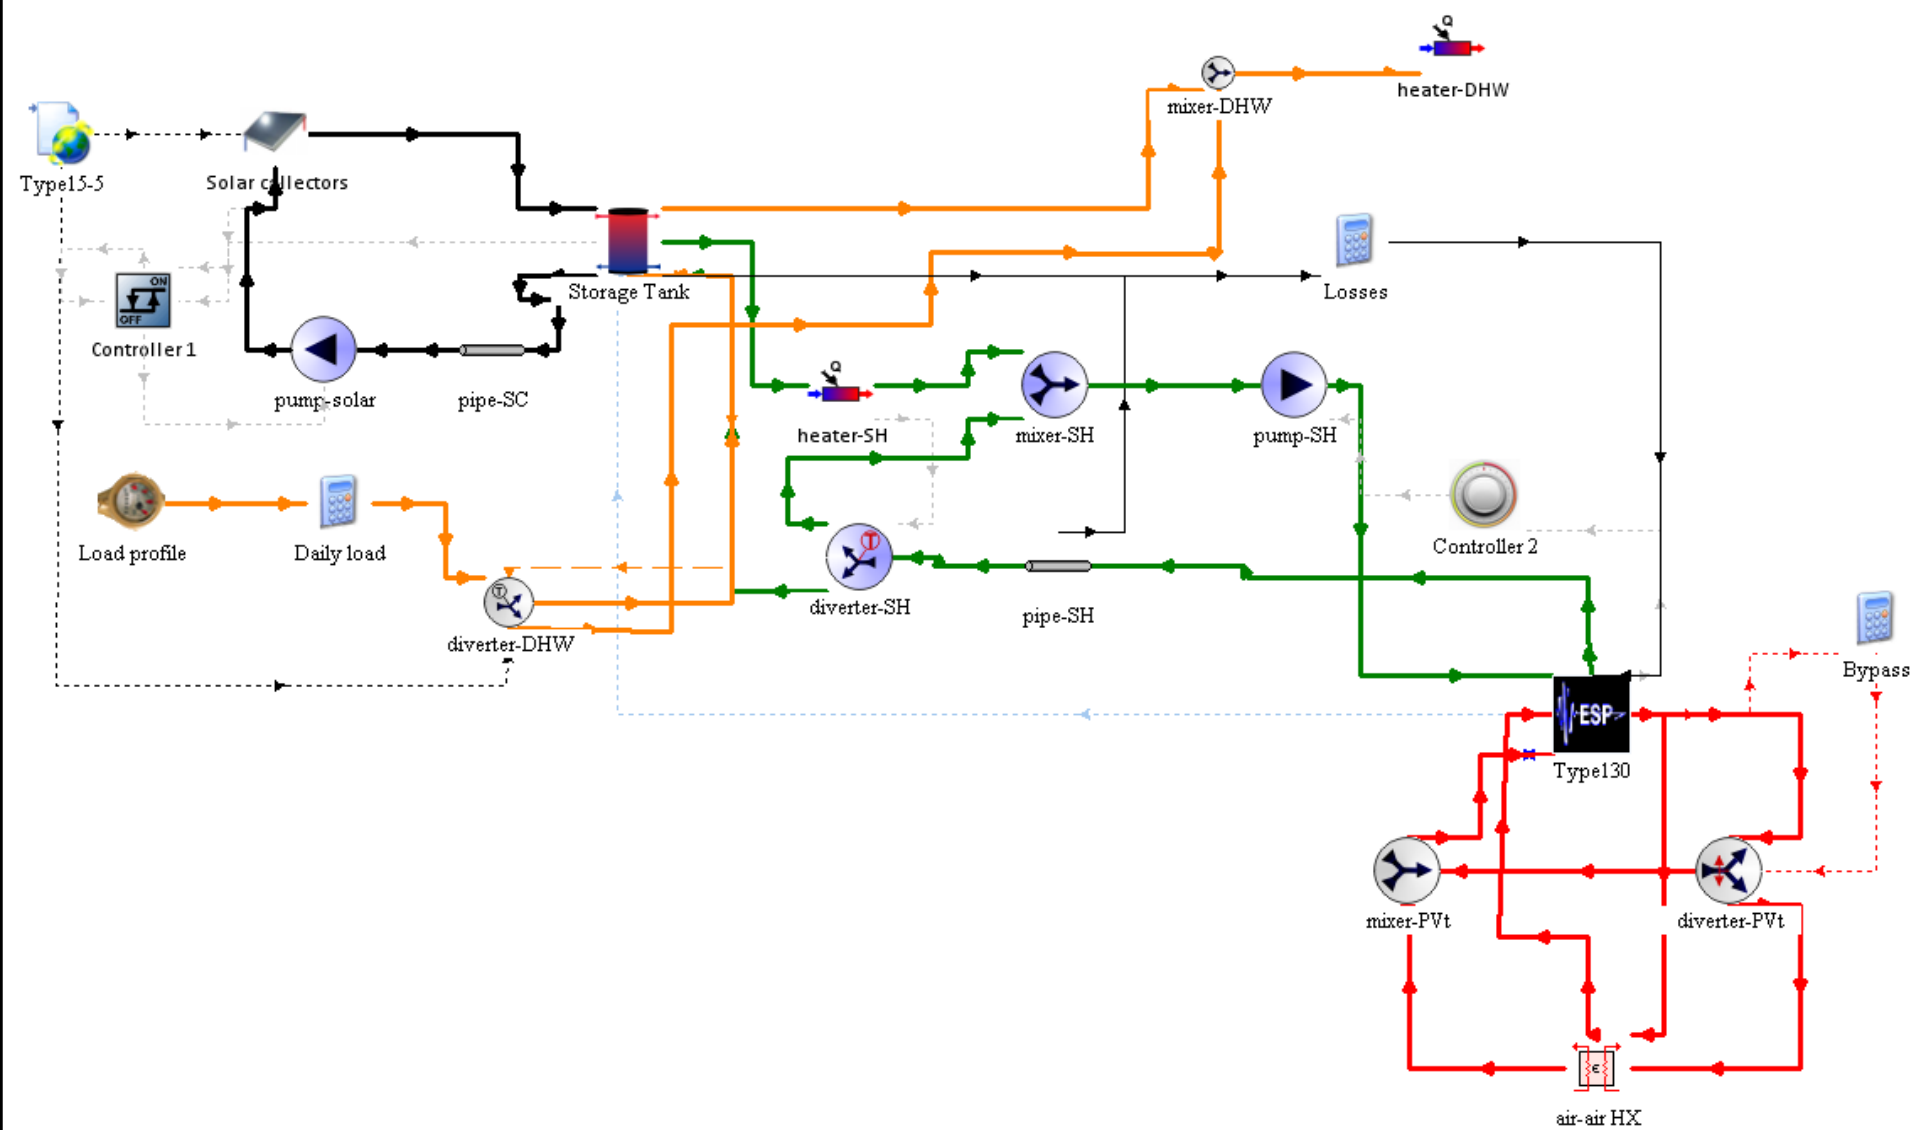 Q
heater-DHW
mixer-DHW
Type15-5
Solar collectors
Storage Tank
Losses
ON
OFF
Controller 1
pump-solar
pipe-SC
Q
heater-SH
mixer-SH
pump-SH
Load profile
Daily load
Controller 2
T
diverter-SH
T
diverter-DHW
pipe-SH
Bypass
ESP-r
Type130
mixer-PVt
diverter-PVt
ε
air-air HX